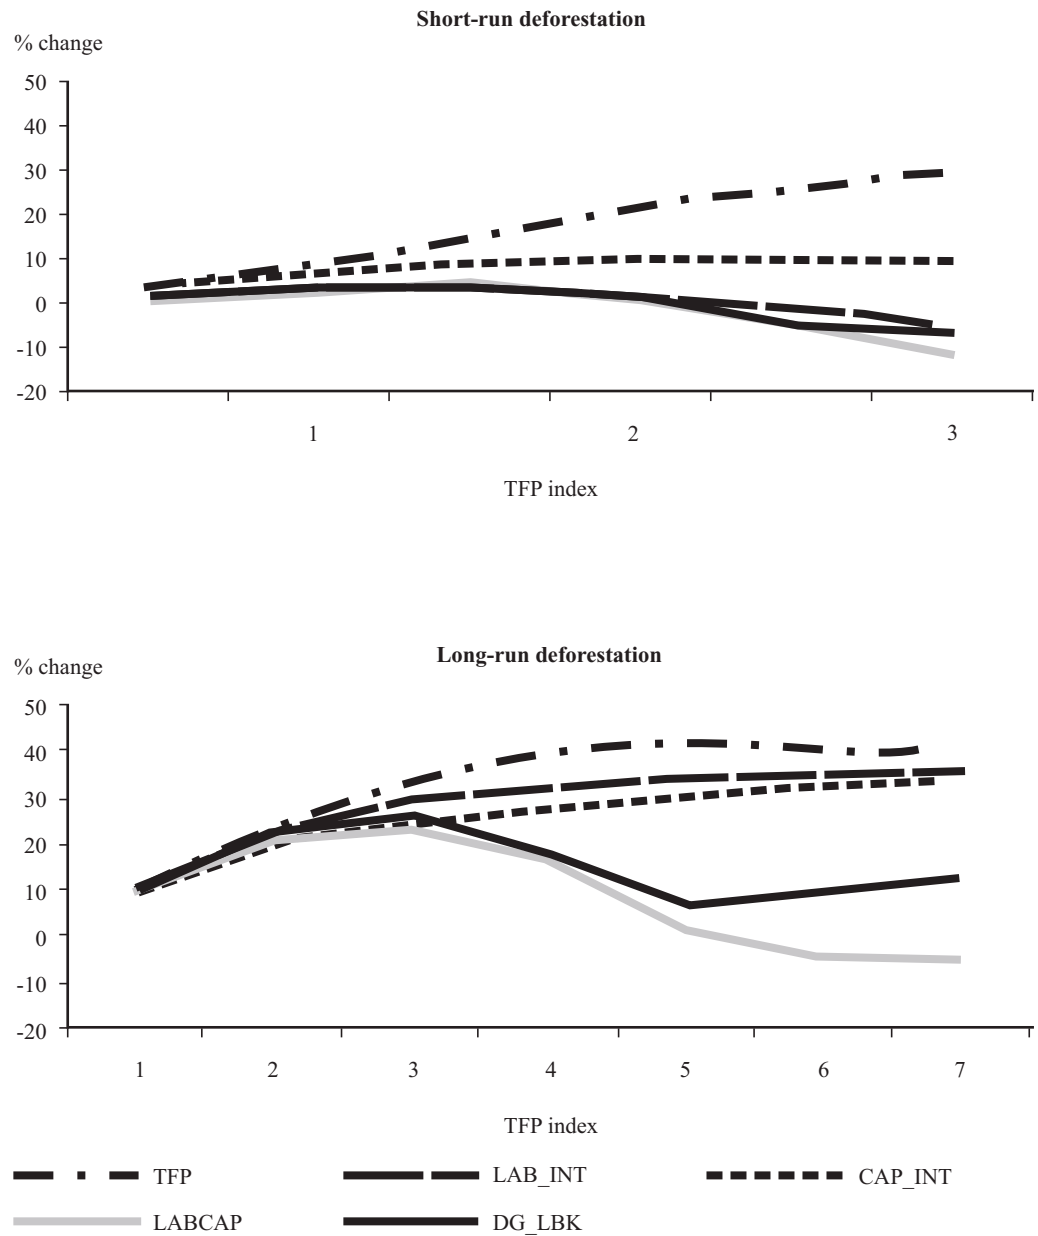 Short-run deforestation
% change
50
40
30
20
10
0
-10
-20
1 2 3
TFP index
Long-run deforestation
% change
50
40
30
20
10
0
-10
-20
1 2 3 4 5 6 7
TFP index
TFP LAB_INT CAP_INT
LABCAP DG_LBK